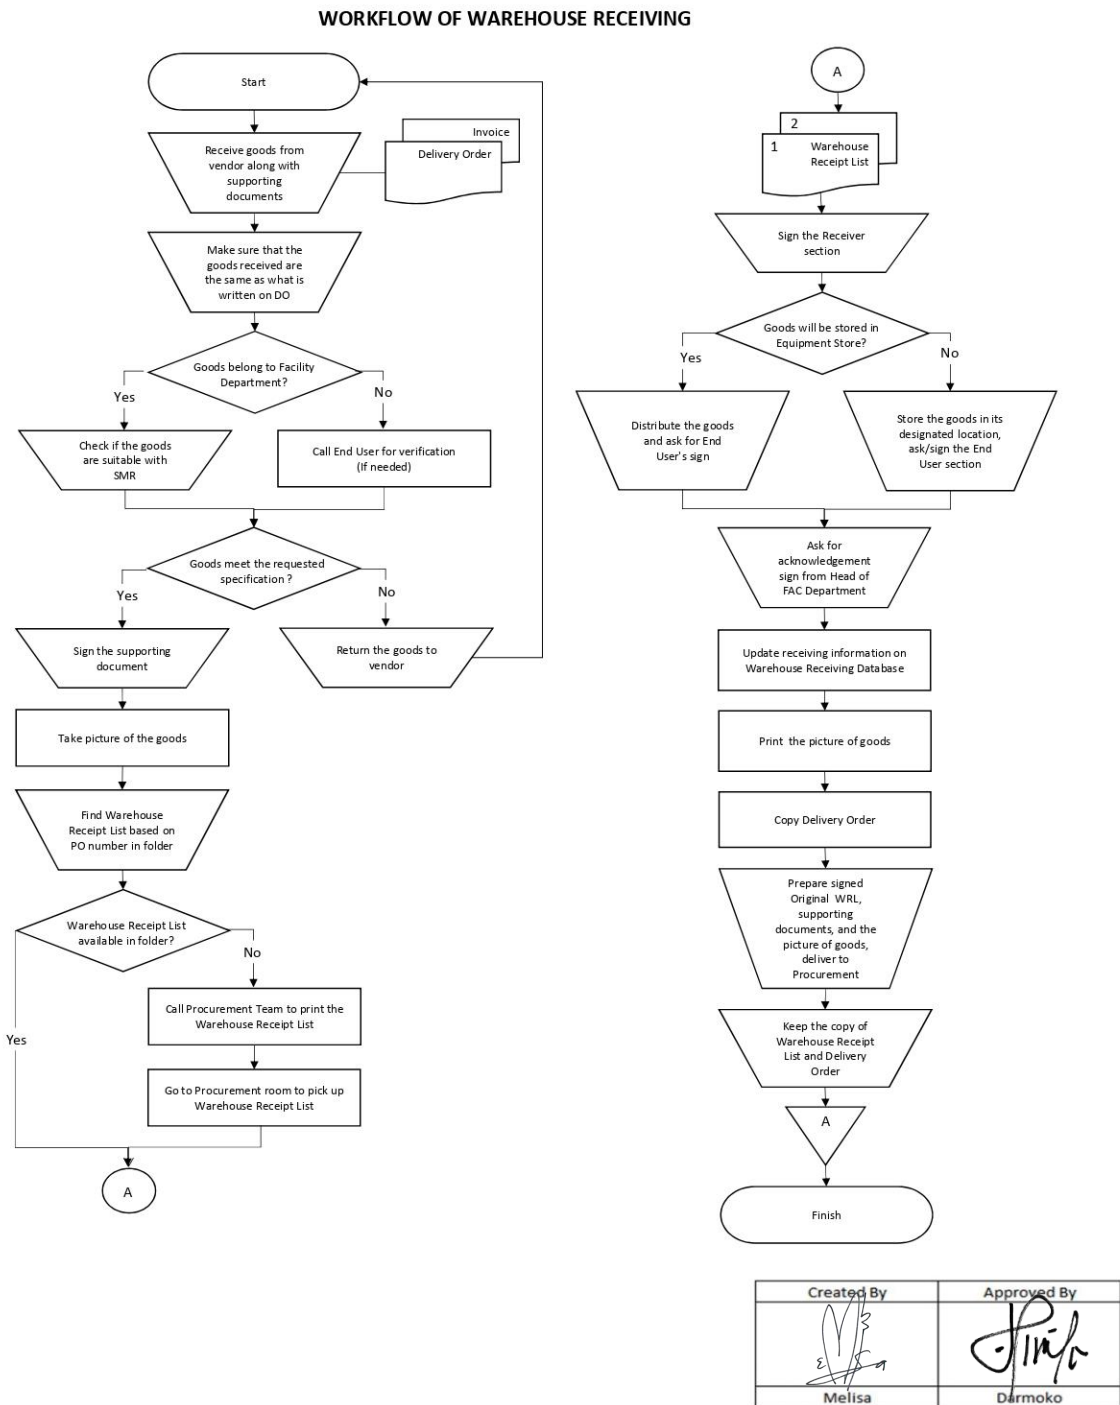 WORKFLOW OF WAREHOUSE RECEIVING
Start
Receive goods from
vendor along with
supporting
documents
Invoice
Delivery Order
Make sure that the
goods received are
the same as what is
written on DO
Goods belong to Facility
Department?
Yes
No
Check if the goods
are suitable with
SMR
Call End User for verification
(If needed)
Goods meet the requested
specification ?
Yes
No
Sign the supporting
document
Return the goods to
vendor
Take picture of the goods
Find Warehouse
Receipt List based on
PO number in folder
Warehouse Receipt List
available in folder?
No
Yes
Call Procurement Team to print the
Warehouse Receipt List
Go to Procurement room to pick up
Warehouse Receipt List
A
A
2
1 Warehouse
Receipt List
Sign the Receiver
section
Goods will be stored in
Equipment Store?
Yes
No
Distribute the goods
and ask for End
User's sign
Store the goods in its
designated location,
ask/sign the End
User section
Ask for
acknowledgement
sign from Head of
FAC Department
Update receiving information on
Warehouse Receiving Database
Print the picture of goods
Copy Delivery Order
Prepare signed
Original WRL,
supporting
documents, and the
picture of goods,
deliver to
Procurement
Keep the copy of
Warehouse Receipt
List and Delivery
Order
A
Finish
Created By
Approved By
Melisa
Darmoko